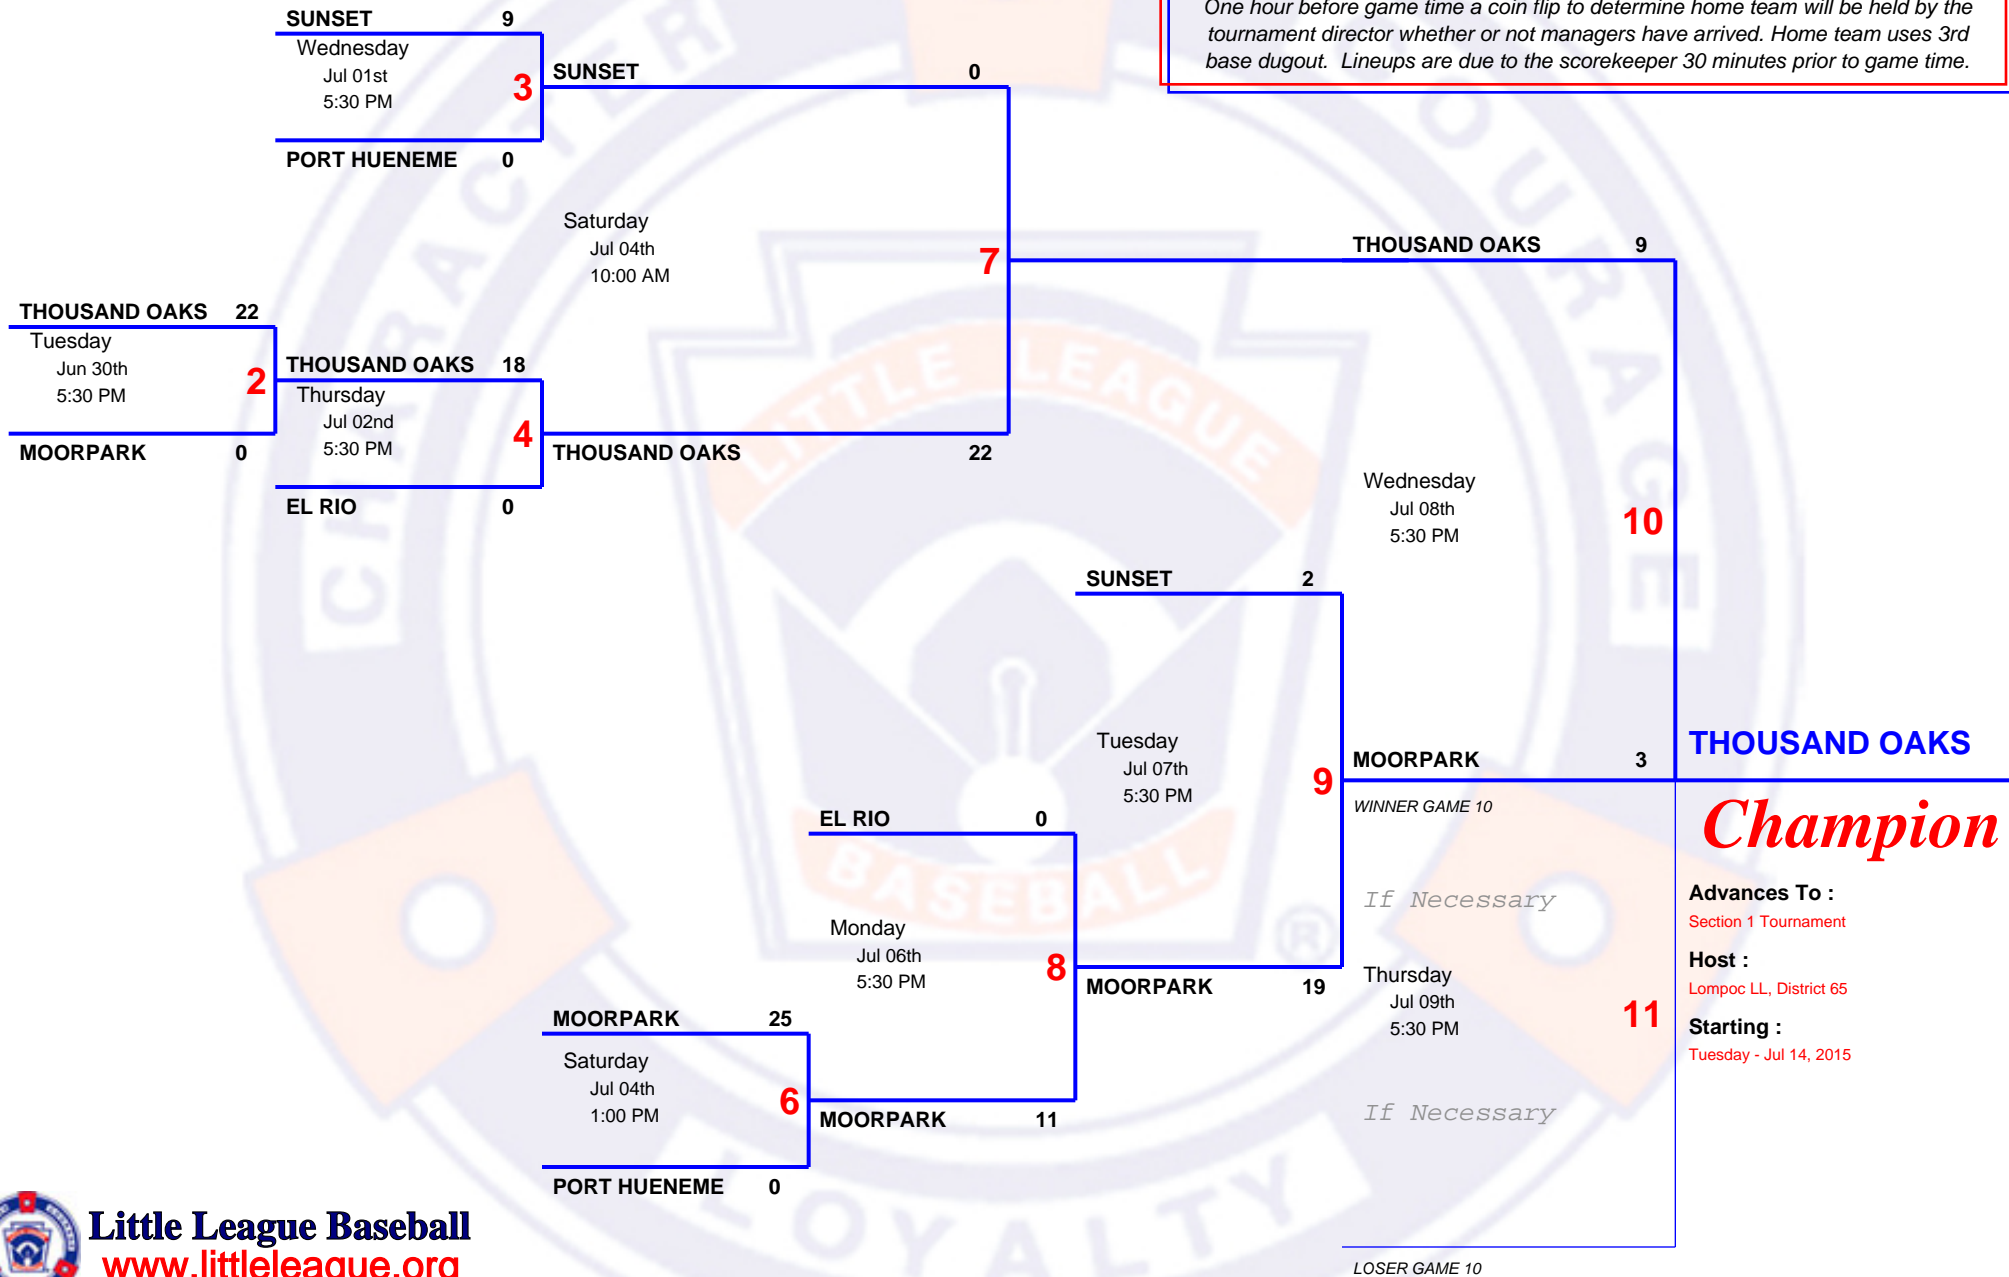 One hour before game time a coin flip to determine home team will be held by the
tournament director whether or not managers have arrived. Home team uses 3rd
base dugout. Lineups are due to the scorekeeper 30 minutes prior to game time.
SUNSET 9
Wednesday
Jul 01st
5:30 PM
3
PORT HUENEME 0
SUNSET 0
Saturday
Jul 04th
10:00 AM
7
THOUSAND OAKS 22
Tuesday
Jun 30th
5:30 PM
2
MOORPARK 0
THOUSAND OAKS 18
Thursday
Jul 02nd
5:30 PM
4
EL RIO 0
THOUSAND OAKS 22
THOUSAND OAKS 9
Wednesday
Jul 08th
5:30 PM
10
SUNSET 2
Tuesday
Jul 07th
5:30 PM
9
MOORPARK 3
WINNER GAME 10
EL RIO 0
Monday
Jul 06th
5:30 PM
8
MOORPARK 19
MOORPARK 25
Saturday
Jul 04th
1:00 PM
6
MOORPARK 11
PORT HUENEME 0
If Necessary
Thursday
Jul 09th
5:30 PM
11
If Necessary
LOSER GAME 10
THOUSAND OAKS
Champion
Advances To :
Section 1 Tournament
Host :
Lompoc LL, District 65
Starting :
Tuesday - Jul 14, 2015
CHARACTER
COURAGE
LOYALTY
LITTLE LEAGUE
BASEBALL
®
Little League Baseball
www.littleleague.org